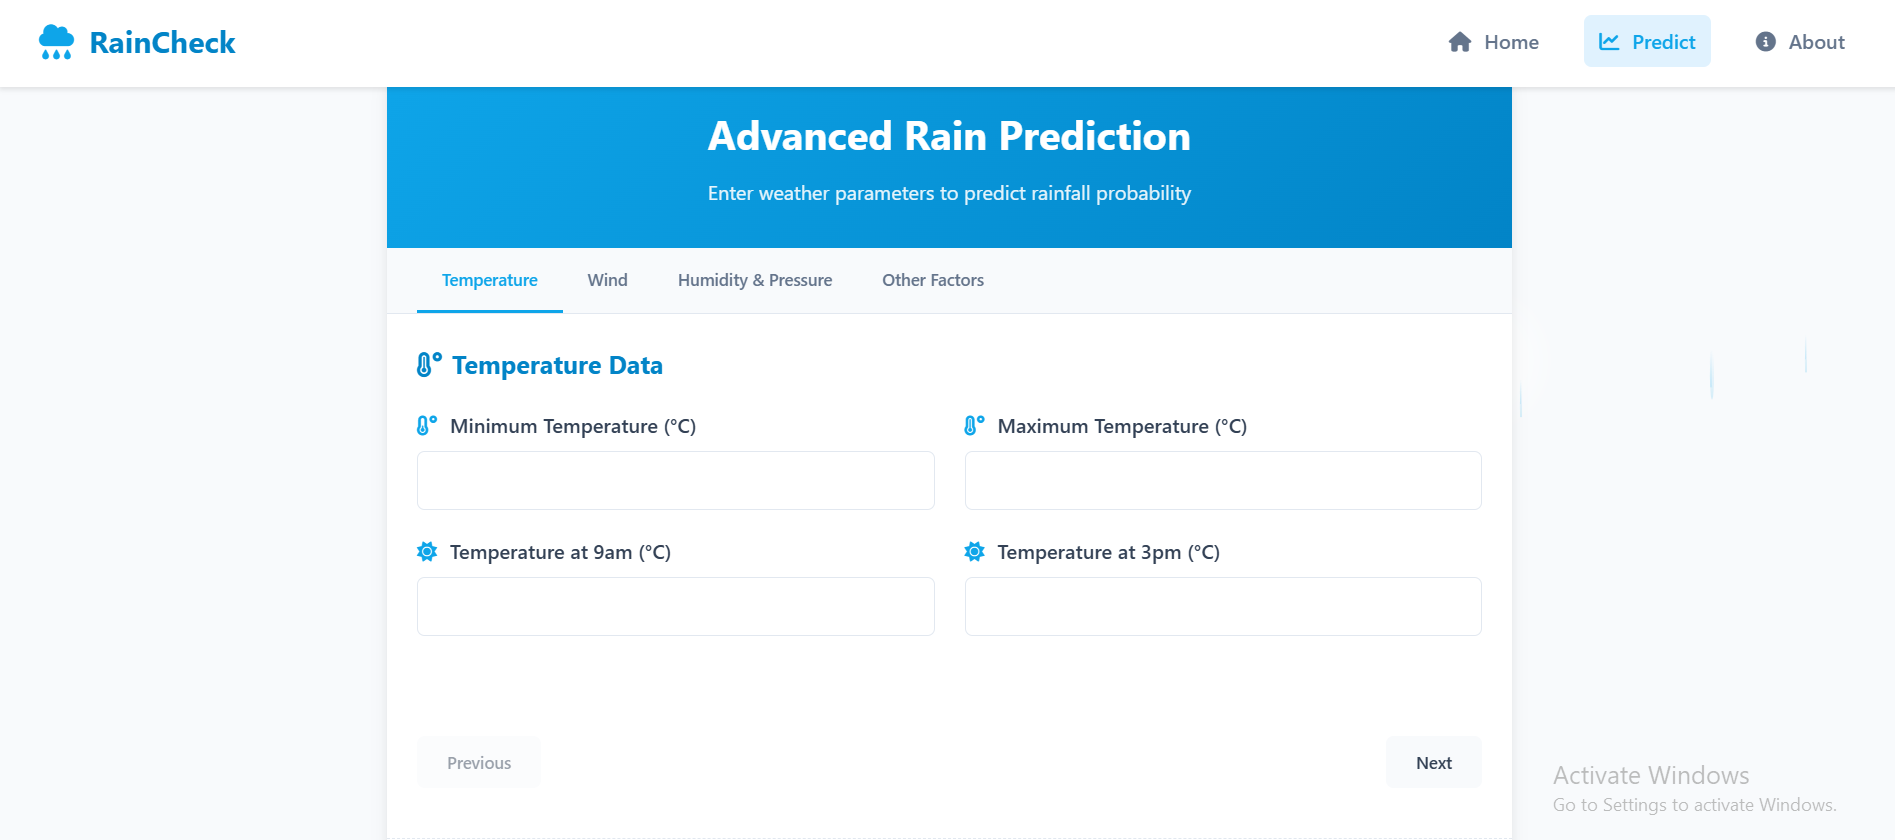 RainCheck
Home
Predict
About
Advanced Rain Prediction
Enter weather parameters to predict rainfall probability
Temperature
Wind
Humidity & Pressure
Other Factors
Temperature Data
Minimum Temperature (°C)
Maximum Temperature (°C)
Temperature at 9am (°C)
Temperature at 3pm (°C)
Previous
Next
Activate Windows
Go to Settings to activate Windows.